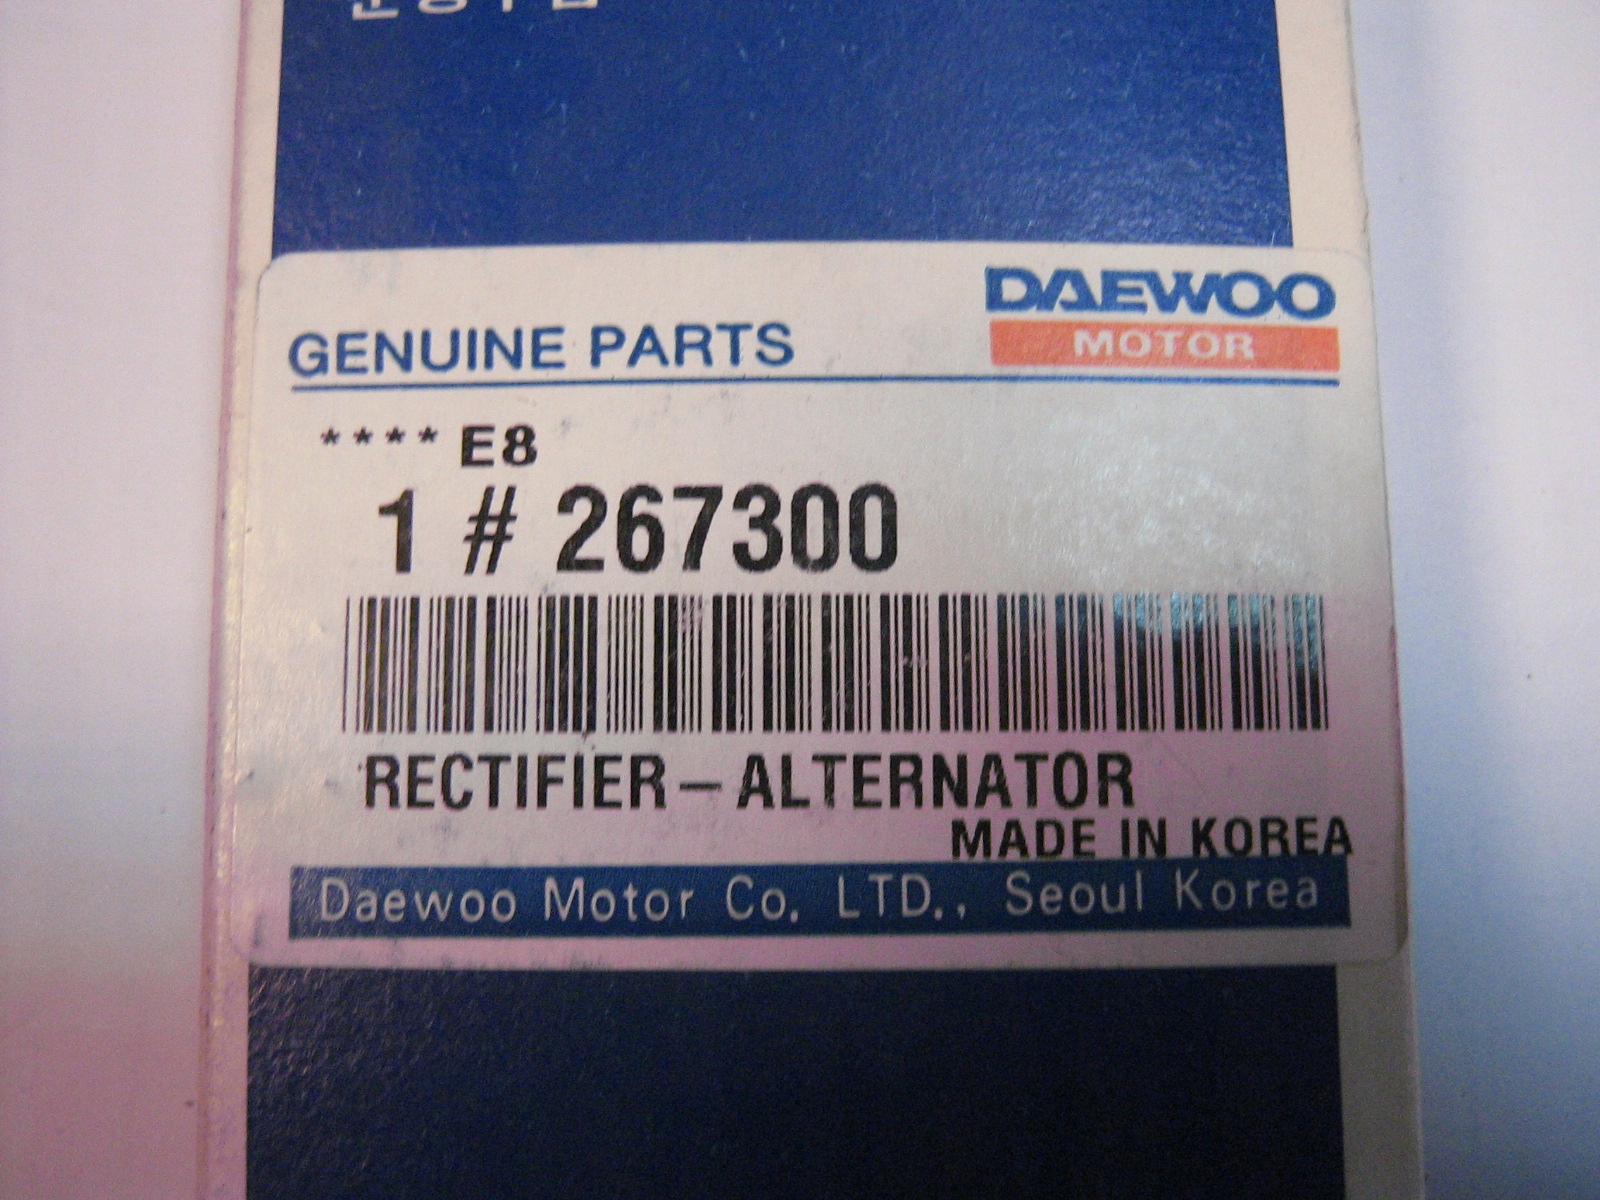 DAEWOO
MOTOR
GENUINE PARTS
**** E8
1 # 267300
RECTIFIER – ALTERNATOR
MADE IN KOREA
Daewoo Motor Co. LTD., Seoul Korea